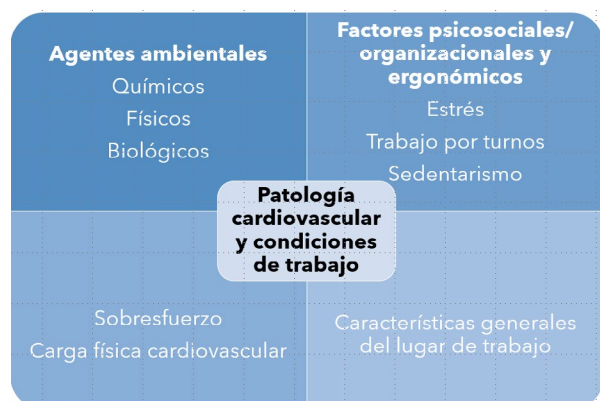 Agentes ambientales
Químicos
Físicos
Biológicos
Factores psicosociales/
organizacionales y
ergonómicos
Estrés
Trabajo por turnos
Sedentarismo
Patología
cardiovascular
y condiciones
de trabajo
Sobresfuerzo
Carga física cardiovascular
Características generales
del lugar de trabajo